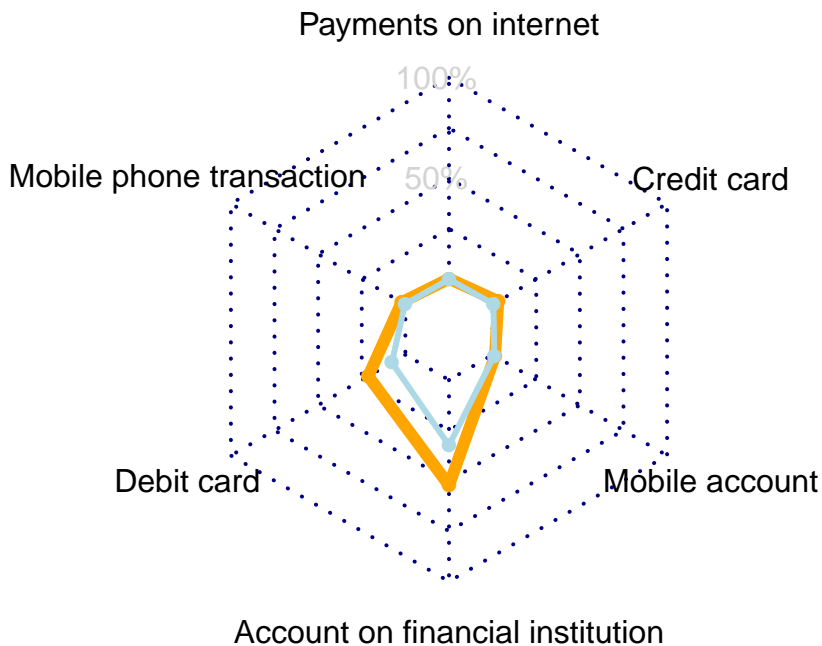 Payments on internet
100%
Mobile phone transaction
50%
Credit card
Debit card
Mobile account
Account on financial institution